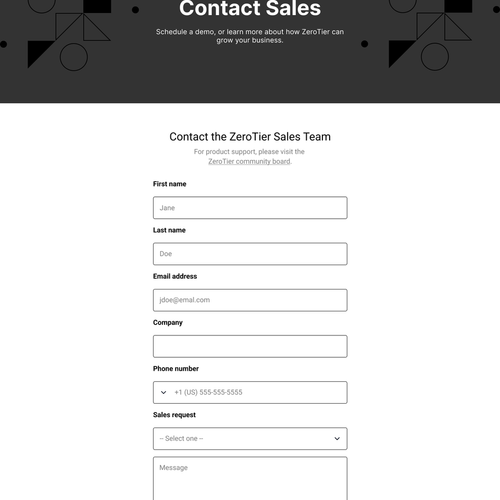 Contact Sales
Schedule a demo, or learn more about how ZeroTier can
grow your business.
Contact the ZeroTier Sales Team
For product support, please visit the
ZeroTier community board.
First name
Jane
Last name
Doe
Email address
jdoe@emal.com
Company
Phone number
+1 (US) 555-555-5555
Sales request
-- Select one --
Message